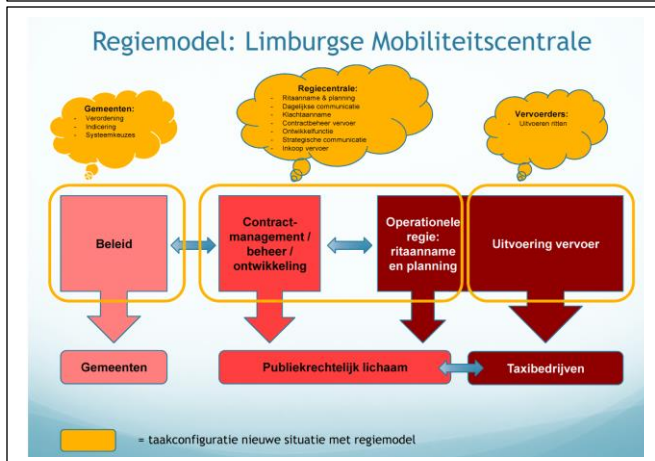 Regiemodel: Limburgse Mobiliteitscentrale
Gemeenten:
- Verordening
- Indicering
- Systeemkeuzes
Regiecentrale:
- Ritaanname & planning
- Dagelijkse communicatie
- Klachtaanname
- Contractbeheer vervoer
- Ontwikkelfunctie
- Strategische communicatie
- Inkoop vervoer
Vervoerders:
- Uitvoeren ritten
Beleid
Contract-
management /
beheer /
ontwikkeling
Operationele
regie:
ritaanname
en planning
Uitvoering vervoer
Gemeenten
Publiekrechtelijk lichaam
Taxibedrijven
= taakconfiguratie nieuwe situatie met regiemodel